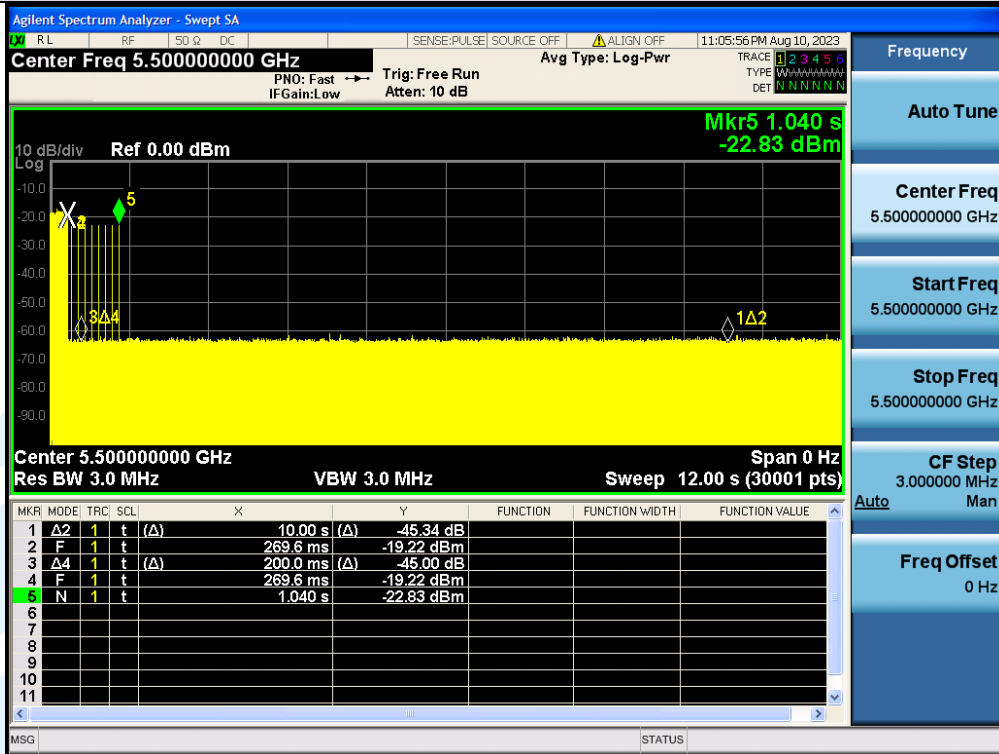 Agilent Spectrum Analyzer - Swept SA
LXI RL RF 50 Ω DC SENSE:PULSE SOURCE OFF ⚠ALIGN OFF 11:05:56 PM Aug 10, 2023
Center Freq 5.500000000 GHz
PNO: Fast
IFGain:Low
Trig: Free Run
Atten: 10 dB
Avg Type: Log-Pwr
TRACE 1 2 3 4 5 6
TYPE
DET N N N N N N
Mkr5 1.040 s
-22.83 dBm
10 dB/div Ref 0.00 dBm
Log
-10.0
-20.0
-30.0
-40.0
-50.0
-60.0
-70.0
-80.0
-90.0
5
3Δ4
1Δ2
Center 5.500000000 GHz Span 0 Hz
Res BW 3.0 MHz VBW 3.0 MHz Sweep 12.00 s (30001 pts)
MKR MODE TRC SCL X Y FUNCTION FUNCTION WIDTH FUNCTION VALUE
1 Δ2 1 t (Δ) 10.00 s (Δ) -45.34 dB
2 F 1 t 269.6 ms -19.22 dBm
3 Δ4 1 t (Δ) 200.0 ms (Δ) -45.00 dB
4 F 1 t 269.6 ms -19.22 dBm
5 N 1 t 1.040 s -22.83 dBm
6
7
8
9
10
11
MSG STATUS
Frequency
Auto Tune
Center Freq
5.500000000 GHz
Start Freq
5.500000000 GHz
Stop Freq
5.500000000 GHz
CF Step
3.000000 MHz
Auto Man
Freq Offset
0 Hz